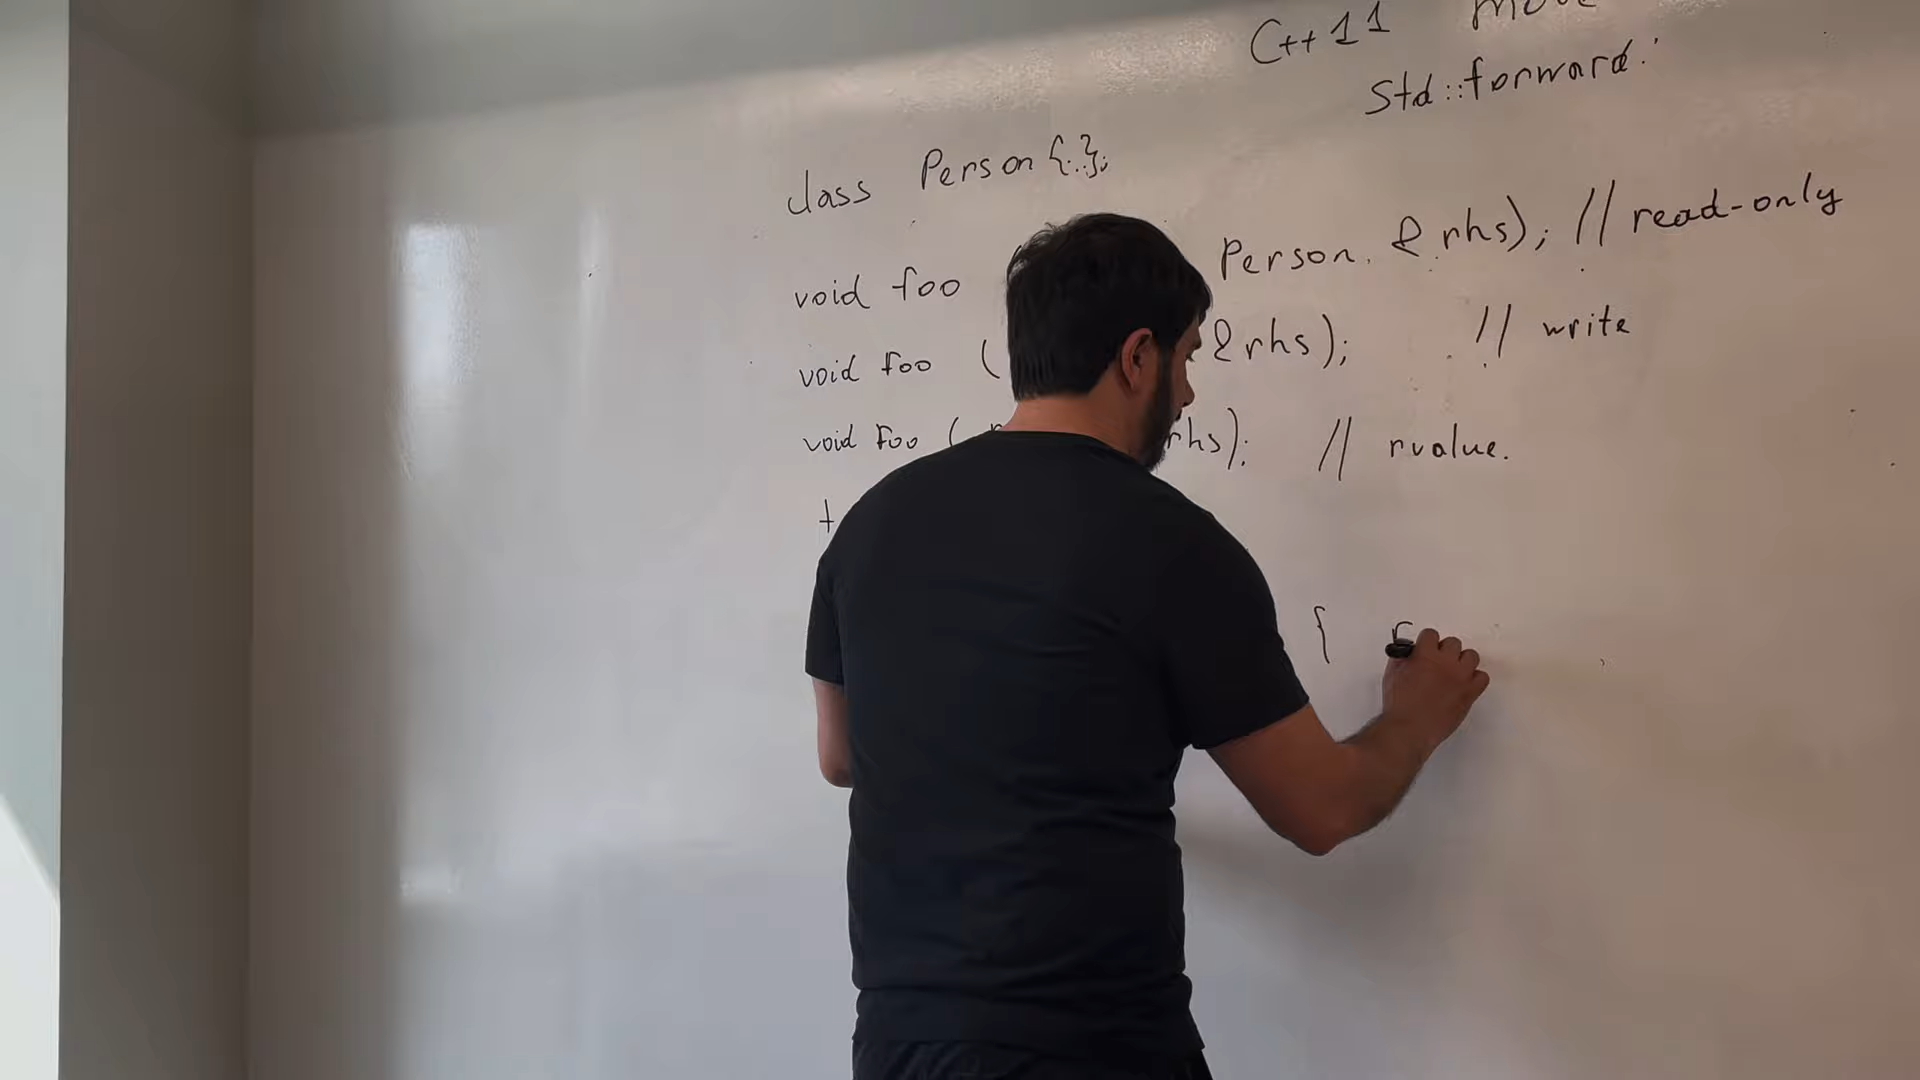 C++11
std::forward:
class Person{...};
void foo Person &rhs); // read-only
void foo ( &rhs); // write
void foo ( rhs); // rvalue.
t
{ r